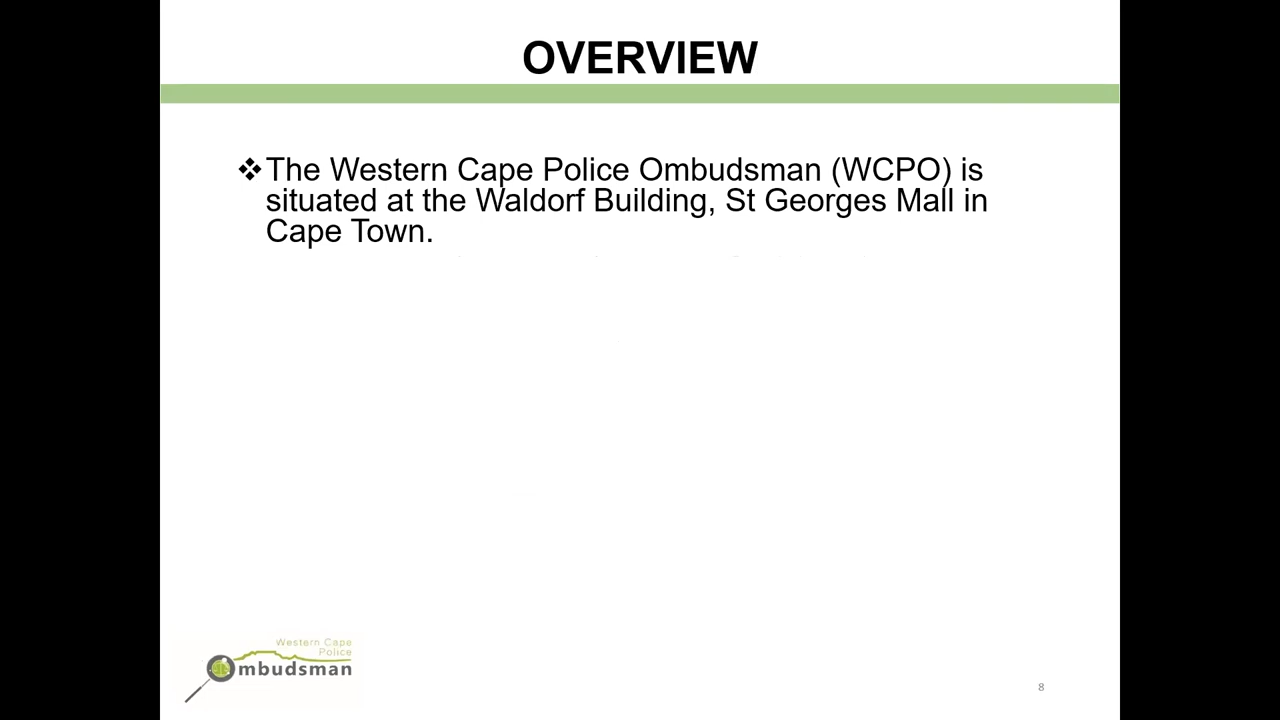 OVERVIEW
❖The Western Cape Police Ombudsman (WCPO) is
situated at the Waldorf Building, St Georges Mall in
Cape Town.
Western Cape
Police
Ombudsman
8